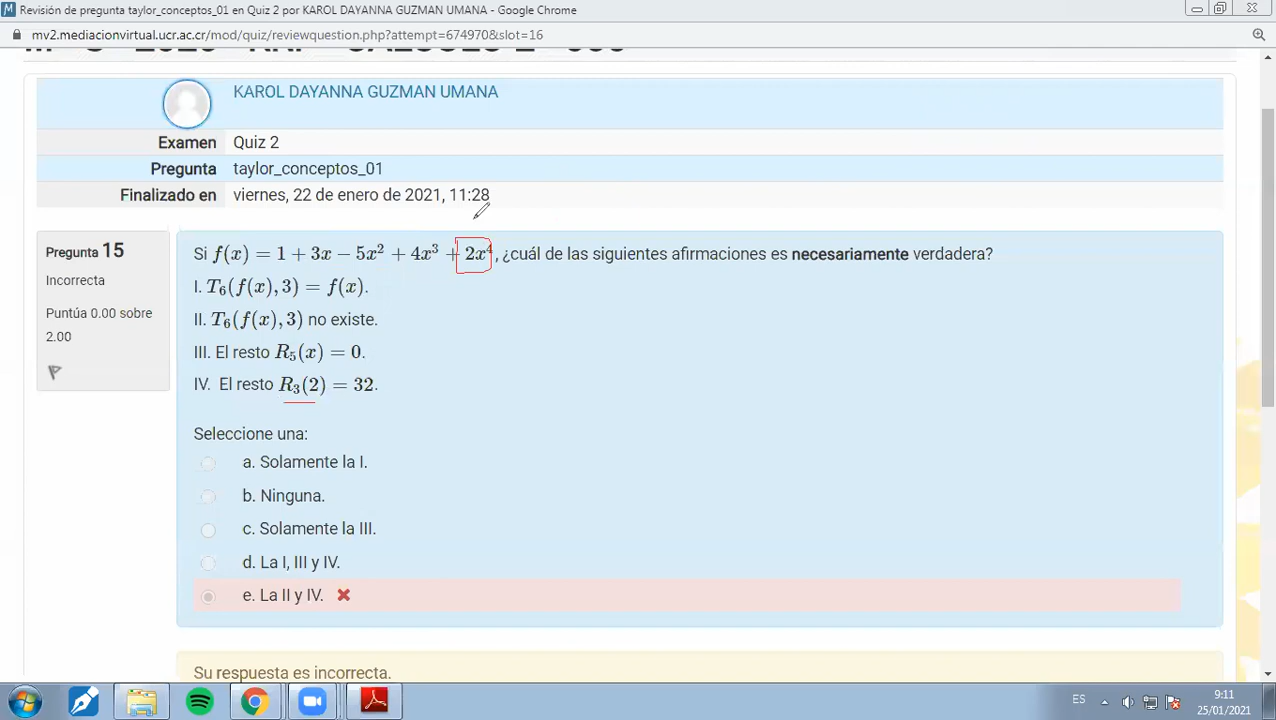 Revisión de pregunta taylor_conceptos_01 en Quiz 2 por KAROL DAYANNA GUZMAN UMANA - Google Chrome
mv2.mediacionvirtual.ucr.ac.cr/mod/quiz/reviewquestion.php?attempt=674970&slot=16
KAROL DAYANNA GUZMAN UMANA
Examen Quiz 2
Pregunta taylor_conceptos_01
Finalizado en viernes, 22 de enero de 2021, 11:28
Pregunta 15
Incorrecta
Puntúa 0.00 sobre
2.00
Si f(x) = 1 + 3x − 5x² + 4x³ + 2x⁴, ¿cuál de las siguientes afirmaciones es necesariamente verdadera?
I. T₆(f(x), 3) = f(x).
II. T₆(f(x), 3) no existe.
III. El resto R₅(x) = 0.
IV. El resto R₃(2) = 32.
Seleccione una:
a. Solamente la I.
b. Ninguna.
c. Solamente la III.
d. La I, III y IV.
e. La II y IV.
Su respuesta es incorrecta.
ES
9:11
25/01/2021